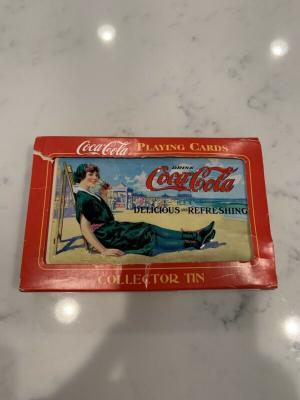 Coca-Cola PLAYING CARDS
DRINK
Coca-Cola
DELICIOUS AND REFRESHING
COLLECTOR TIN